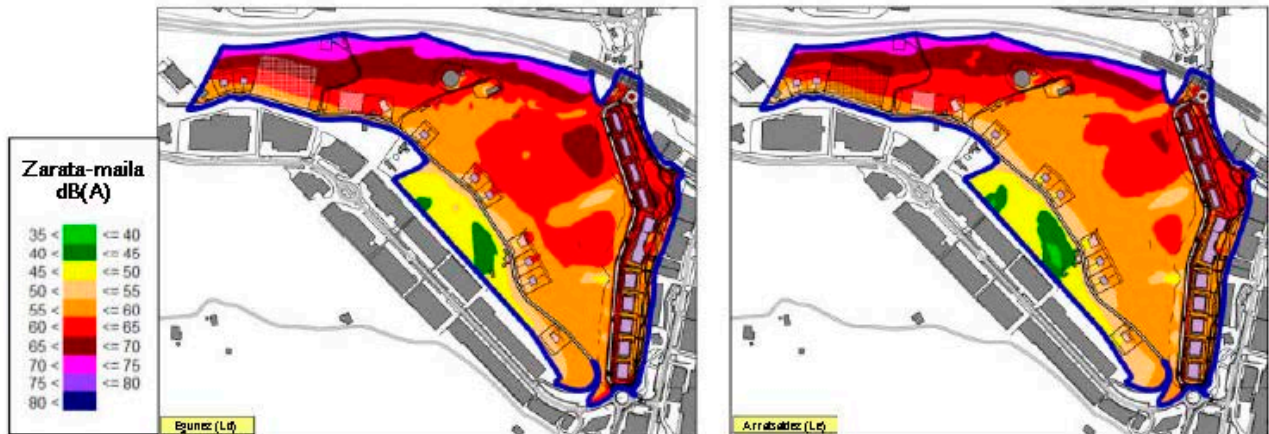 Zarata-maila
dB(A)
35 < <= 40
40 < <= 45
45 < <= 50
50 < <= 55
55 < <= 60
60 < <= 65
65 < <= 70
70 < <= 75
75 < <= 80
80 <
Egunez (Ld)
Arratsaldez (Le)